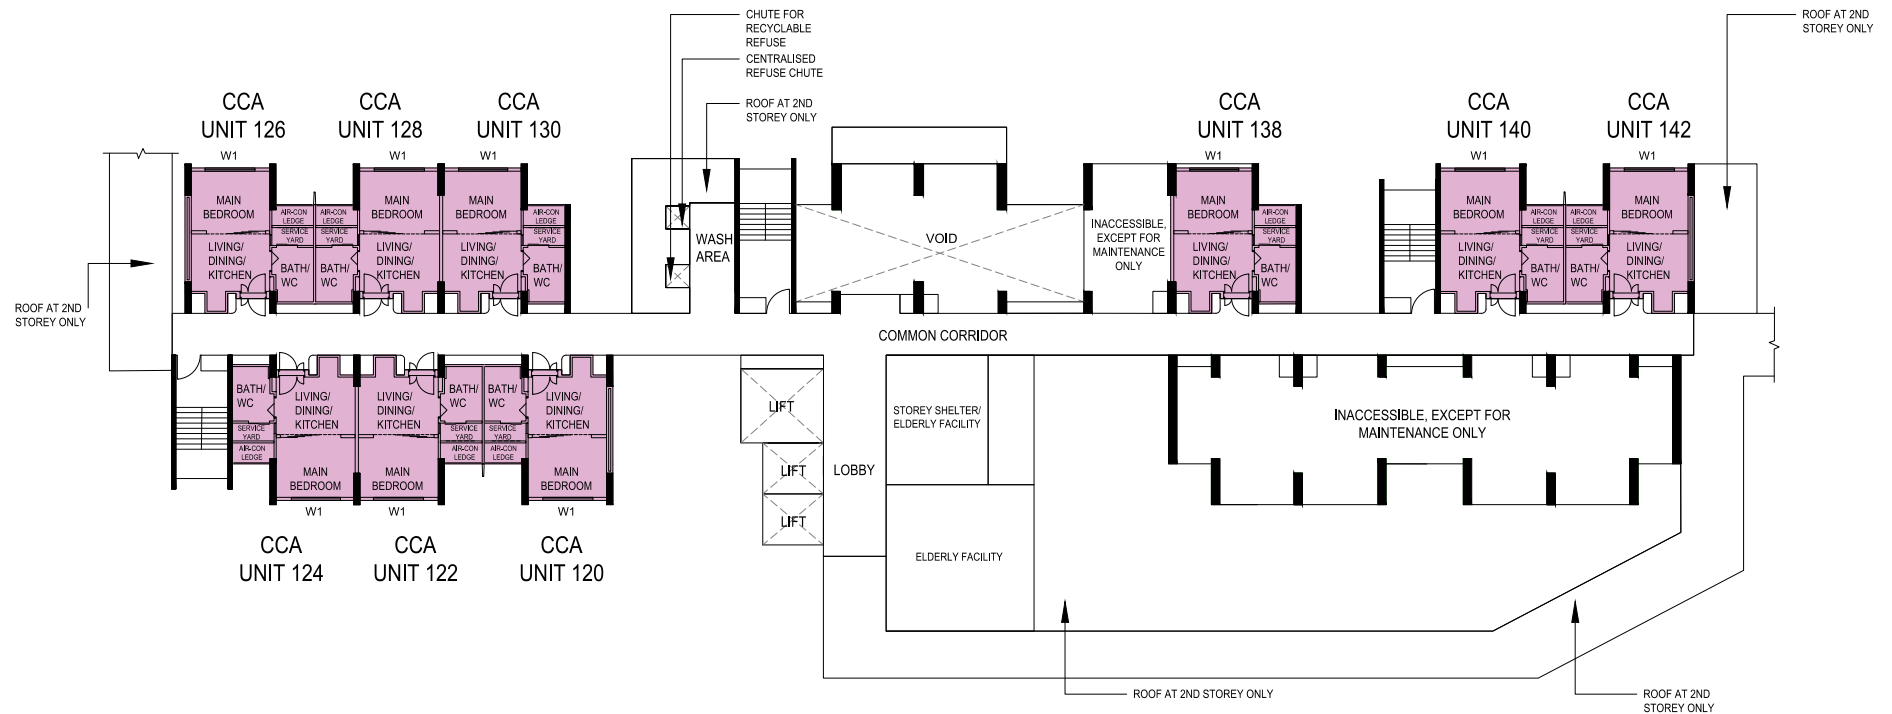 CHUTE FOR
RECYCLABLE
REFUSE
CENTRALISED
REFUSE CHUTE
ROOF AT 2ND
STOREY ONLY
ROOF AT 2ND
STOREY ONLY
CCA
UNIT 126
CCA
UNIT 128
CCA
UNIT 130
CCA
UNIT 138
CCA
UNIT 140
CCA
UNIT 142
W1
W1
W1
W1
W1
W1
MAIN
BEDROOM
LIVING/
DINING/
KITCHEN
AIR-CON
LEDGE
SERVICE
YARD
BATH/
WC
AIR-CON
LEDGE
SERVICE
YARD
BATH/
WC
MAIN
BEDROOM
LIVING/
DINING/
KITCHEN
MAIN
BEDROOM
LIVING/
DINING/
KITCHEN
AIR-CON
LEDGE
SERVICE
YARD
BATH/
WC
WASH
AREA
VOID
INACCESSIBLE,
EXCEPT FOR
MAINTENANCE
ONLY
MAIN
BEDROOM
LIVING/
DINING/
KITCHEN
AIR-CON
LEDGE
SERVICE
YARD
BATH/
WC
MAIN
BEDROOM
LIVING/
DINING/
KITCHEN
AIR-CON
LEDGE
SERVICE
YARD
BATH/
WC
AIR-CON
LEDGE
SERVICE
YARD
BATH/
WC
MAIN
BEDROOM
LIVING/
DINING/
KITCHEN
ROOF AT 2ND
STOREY ONLY
COMMON CORRIDOR
BATH/
WC
SERVICE
YARD
AIR-CON
LEDGE
LIVING/
DINING/
KITCHEN
MAIN
BEDROOM
LIVING/
DINING/
KITCHEN
MAIN
BEDROOM
BATH/
WC
SERVICE
YARD
AIR-CON
LEDGE
BATH/
WC
SERVICE
YARD
AIR-CON
LEDGE
LIVING/
DINING/
KITCHEN
MAIN
BEDROOM
W1
W1
W1
CCA
UNIT 124
CCA
UNIT 122
CCA
UNIT 120
LIFT
LIFT
LIFT
LOBBY
STOREY SHELTER/
ELDERLY FACILITY
ELDERLY FACILITY
INACCESSIBLE, EXCEPT FOR
MAINTENANCE ONLY
ROOF AT 2ND STOREY ONLY
ROOF AT 2ND
STOREY ONLY